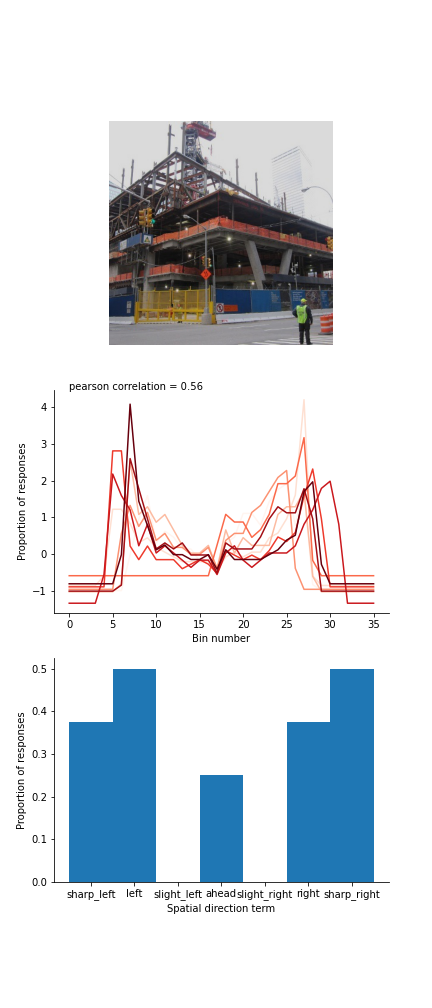 pearson correlation = 0.56
Proportion of responses
4
3
2
1
0
−1
0 5 10 15 20 25 30 35
Bin number
Proportion of responses
0.5
0.4
0.3
0.2
0.1
0.0
sharp_left left slight_left ahead slight_right right sharp_right
Spatial direction term